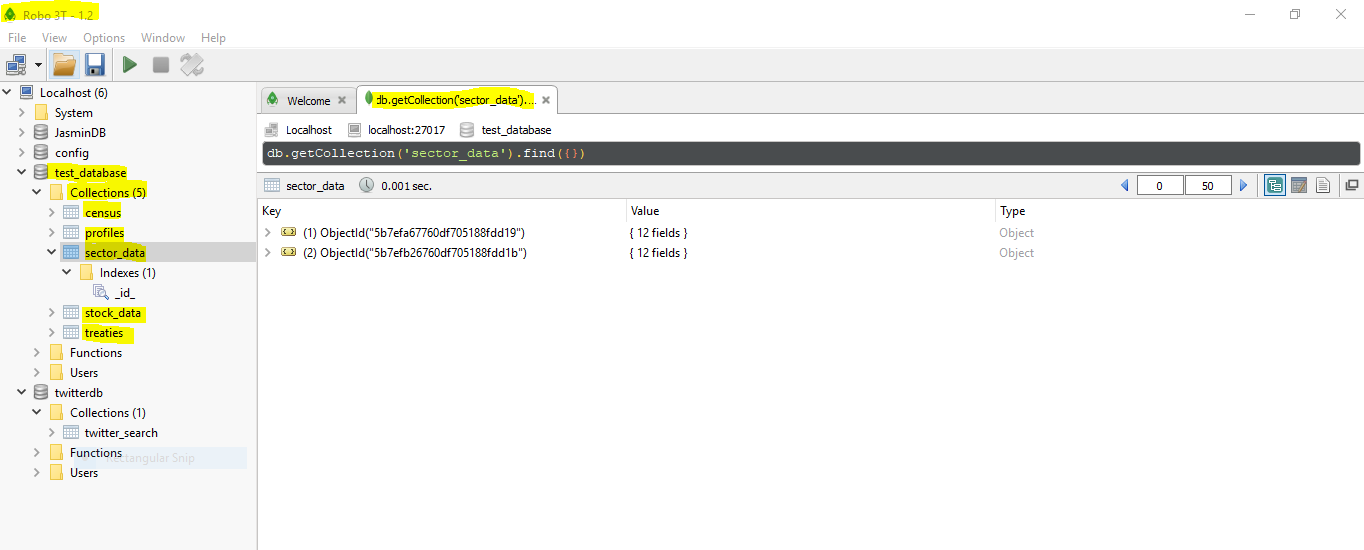 Robo 3T - 1.2
File View Options Window Help
Localhost (6)
System
JasminDB
config
test_database
Collections (5)
census
profiles
sector_data
Indexes (1)
_id_
stock_data
treaties
Functions
Users
twitterdb
Collections (1)
twitter_search
Functions
Rectangular Snip
Users
Welcome db.getCollection('sector_data')....
Localhost localhost:27017 test_database
db.getCollection('sector_data').find({})
sector_data 0.001 sec. 0 50
Key Value Type
(1) ObjectId("5b7efa67760df705188fdd19") { 12 fields } Object
(2) ObjectId("5b7efb26760df705188fdd1b") { 12 fields } Object